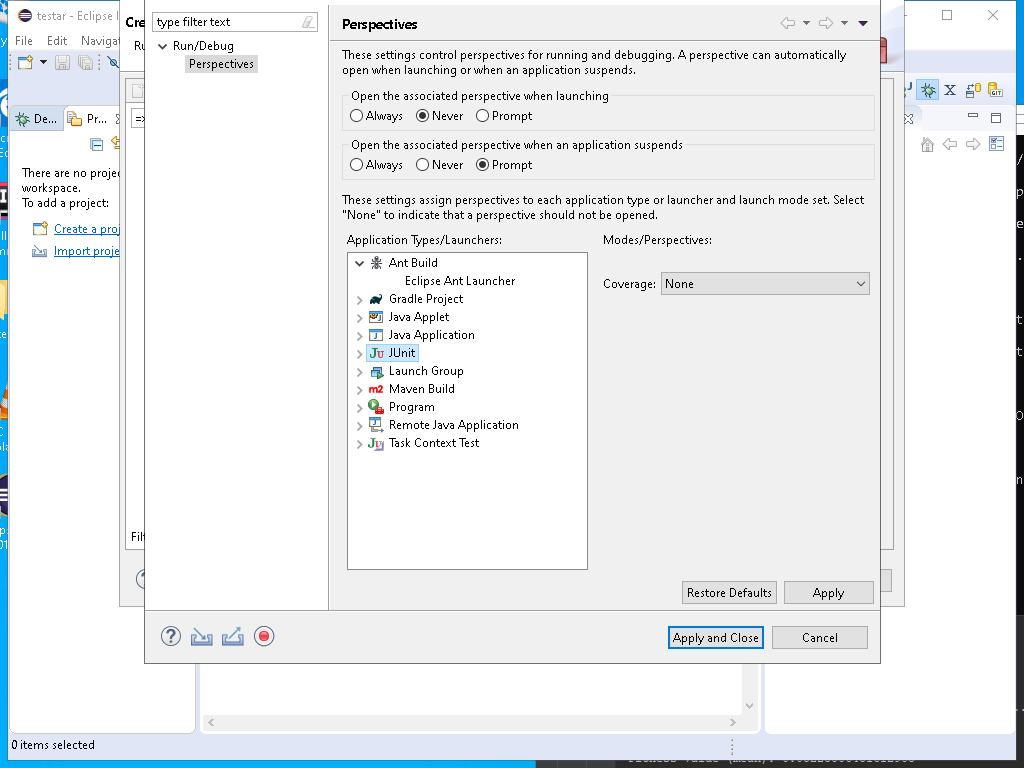 testar - Eclipse I
Cre
File Edit Navigat
Ru
type filter text
Run/Debug
Perspectives
Perspectives
These settings control perspectives for running and debugging. A perspective can automatically
open when launching or when an application suspends.
Open the associated perspective when launching
Always Never Prompt
Open the associated perspective when an application suspends
Always Never Prompt
These settings assign perspectives to each application type or launcher and launch mode set. Select
"None" to indicate that a perspective should not be opened.
Application Types/Launchers:
Modes/Perspectives:
Ant Build
Eclipse Ant Launcher
Gradle Project
Java Applet
Java Application
JUnit
Launch Group
Maven Build
Program
Remote Java Application
Task Context Test
Coverage: None
Restore Defaults Apply
Apply and Close Cancel
De... Pr...
There are no projec
workspace.
To add a project:
Create a proj
Import proje
Filt
0 items selected